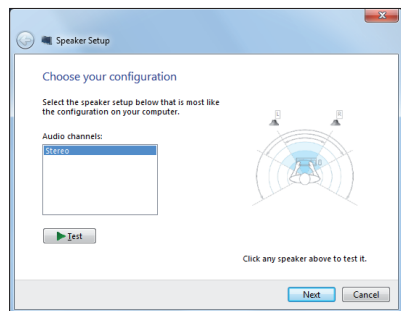 Speaker Setup
Choose your configuration
Select the speaker setup below that is most like
the configuration on your computer.
Audio channels:
Stereo
L
R
Test
Click any speaker above to test it.
Next
Cancel